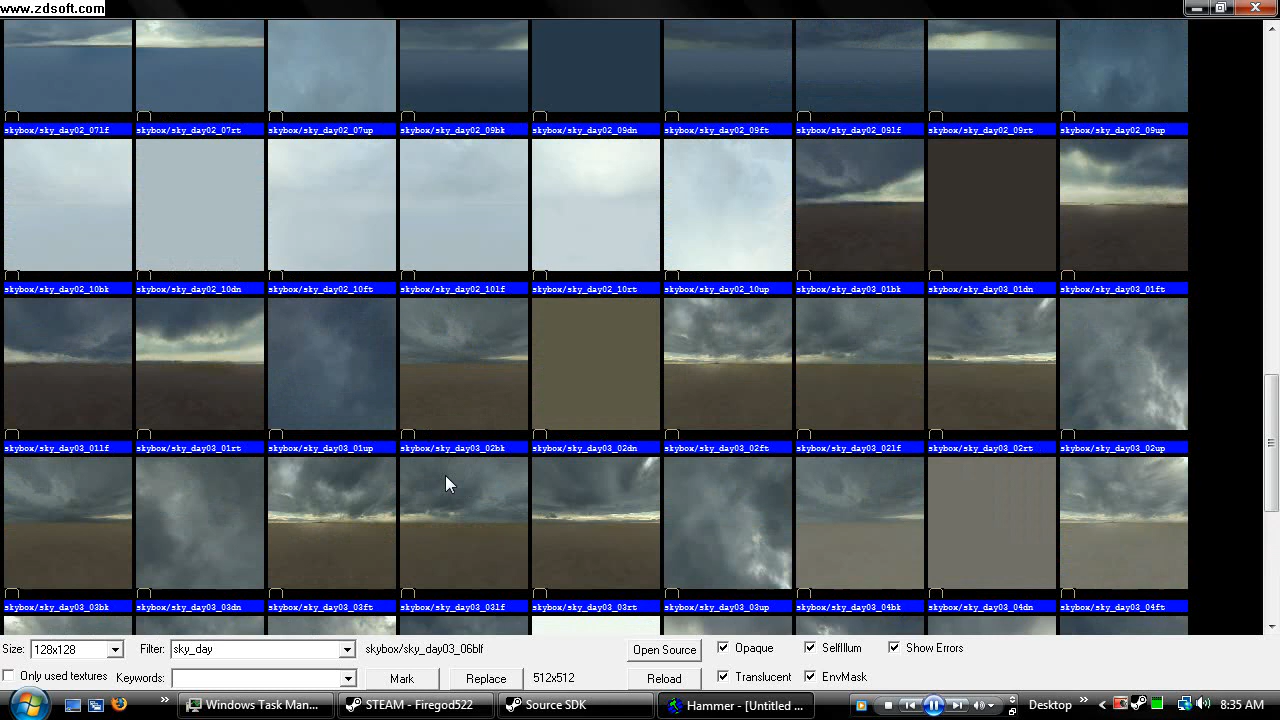 www.zdsoft.com
skybox/sky_day02_07lf skybox/sky_day02_07rt skybox/sky_day02_07up skybox/sky_day02_09bk skybox/sky_day02_09dn skybox/sky_day02_09ft skybox/sky_day02_09lf skybox/sky_day02_09rt skybox/sky_day02_09up
skybox/sky_day02_10bk skybox/sky_day02_10dn skybox/sky_day02_10ft skybox/sky_day02_10lf skybox/sky_day02_10rt skybox/sky_day02_10up skybox/sky_day03_01bk skybox/sky_day03_01dn skybox/sky_day03_01ft
skybox/sky_day03_01lf skybox/sky_day03_01rt skybox/sky_day03_01up skybox/sky_day03_02bk skybox/sky_day03_02dn skybox/sky_day03_02ft skybox/sky_day03_02lf skybox/sky_day03_02rt skybox/sky_day03_02up
skybox/sky_day03_03bk skybox/sky_day03_03dn skybox/sky_day03_03ft skybox/sky_day03_03lf skybox/sky_day03_03rt skybox/sky_day03_03up skybox/sky_day03_04bk skybox/sky_day03_04dn skybox/sky_day03_04ft
Size: 128x128 Filter: sky_day skybox/sky_day03_06blf Open Source Opaque SelfIllum Show Errors
Only used textures Keywords: Mark Replace 512x512 Reload Translucent EnvMask
Windows Task Man... STEAM - Firegod522 Source SDK Hammer - [Untitled ... Desktop 8:35 AM